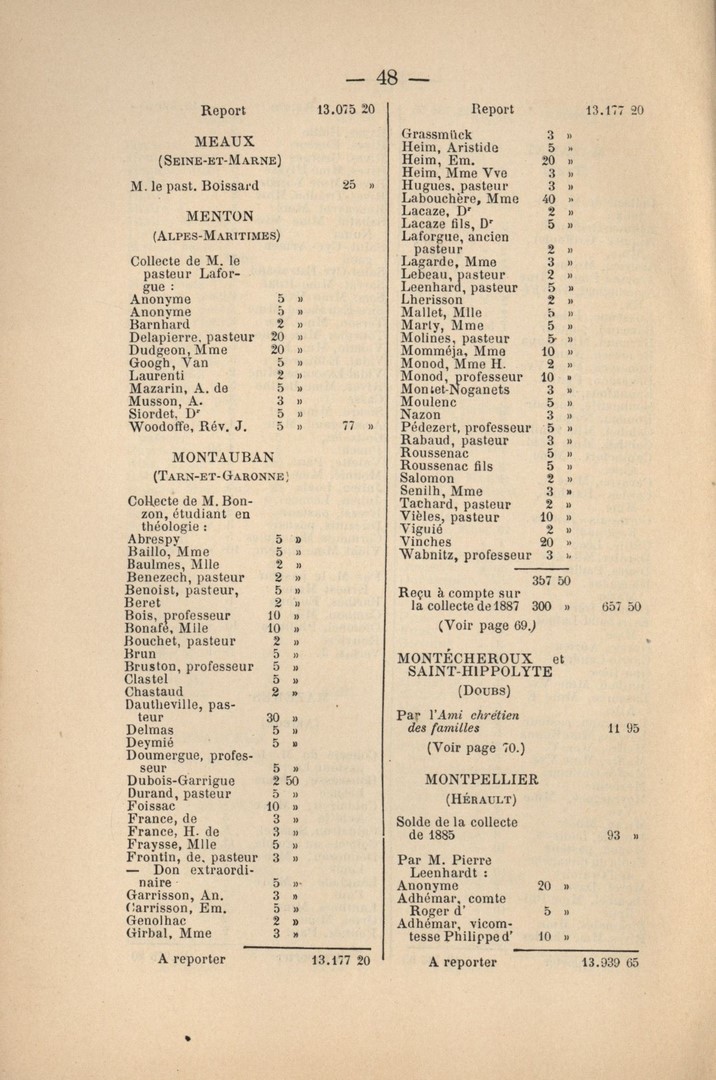 — 48 —
Report 13.075 20
MEAUX
(SEINE-ET-MARNE)
M. le past. Boissard 25 »
MENTON
(ALPES-MARITIMES)
Collecte de M. le
pasteur Lafor-
gue :
Anonyme 5 »
Anonyme 5 »
Barnhard 2 »
Delapierre, pasteur 20 »
Dudgeon, Mme 20 »
Googh, Van 5 »
Laurenti 2 »
Mazarin, A. de 5 »
Musson, A. 3 »
Siordet, Dr 5 »
Woodoffe, Rév. J. 5 » 77 »
MONTAUBAN
(TARN-ET-GARONNE)
Collecte de M. Bon-
zon, étudiant en
théologie :
Abrespy 5 »
Baillo, Mme 5 »
Baulmes, Mlle 2 »
Benezech, pasteur 2 »
Benoist, pasteur, 5 »
Beret 2 »
Bois, professeur 10 »
Bonafé, Mlle 10 »
Bouchet, pasteur 2 »
Brun 5 »
Bruston, professeur 5 »
Clastel 5 »
Chastaud 2 »
Dautheville, pas-
teur 30 »
Delmas 5 »
Deymié 5 »
Doumergue, profes-
seur 5 »
Dubois-Garrigue 2 50
Durand, pasteur 5 »
Foissac 10 »
France, de 3 »
France, H. de 3 »
Fraysse, Mlle 5 »
Frontin, de, pasteur 3 »
— Don extraordi-
naire 5 »
Garrisson, An. 3 »
Garrisson, Em. 5 »
Genolhac 2 »
Girbal, Mme 3 »
A reporter 13.177 20
Report 13.177 20
Grassmück 3 »
Heim, Aristide 5 »
Heim, Em. 20 »
Heim, Mme Vve 3 »
Hugues, pasteur 3 »
Labouchère, Mme 40 »
Lacaze, Dr 2 »
Lacaze fils, Dr 5 »
Laforgue, ancien
pasteur 2 »
Lagarde, Mme 3 »
Lebeau, pasteur 2 »
Leenhard, pasteur 5 »
Lherisson 2 »
Mallet, Mlle 5 »
Marty, Mme 5 »
Molines, pasteur 5 »
Momméja, Mme 10 »
Monod, Mme H. 2 »
Monod, professeur 10 »
Montet-Noganets 3 »
Moulenc 5 »
Nazon 3 »
Pédezert, professeur 5 »
Rabaud, pasteur 3 »
Roussenac 5 »
Roussenac fils 5 »
Salomon 2 »
Senilh, Mme 3 »
Tachard, pasteur 2 »
Vièles, pasteur 10 »
Viguié 2 »
Vinches 20 »
Wabnitz, professeur 3 »
357 50
Reçu à compte sur
la collecte de 1887 300 » 657 50
(Voir page 69.)
MONTÉCHEROUX et
SAINT-HIPPOLYTE
(DOUBS)
Par l'Ami chrétien
des familles 11 95
(Voir page 70.)
MONTPELLIER
(HÉRAULT)
Solde de la collecte
de 1885 93 »
Par M. Pierre
Leenhardt :
Anonyme 20 »
Adhémar, comte
Roger d' 5 »
Adhémar, vicom-
tesse Philippe d' 10 »
A reporter 13.939 65